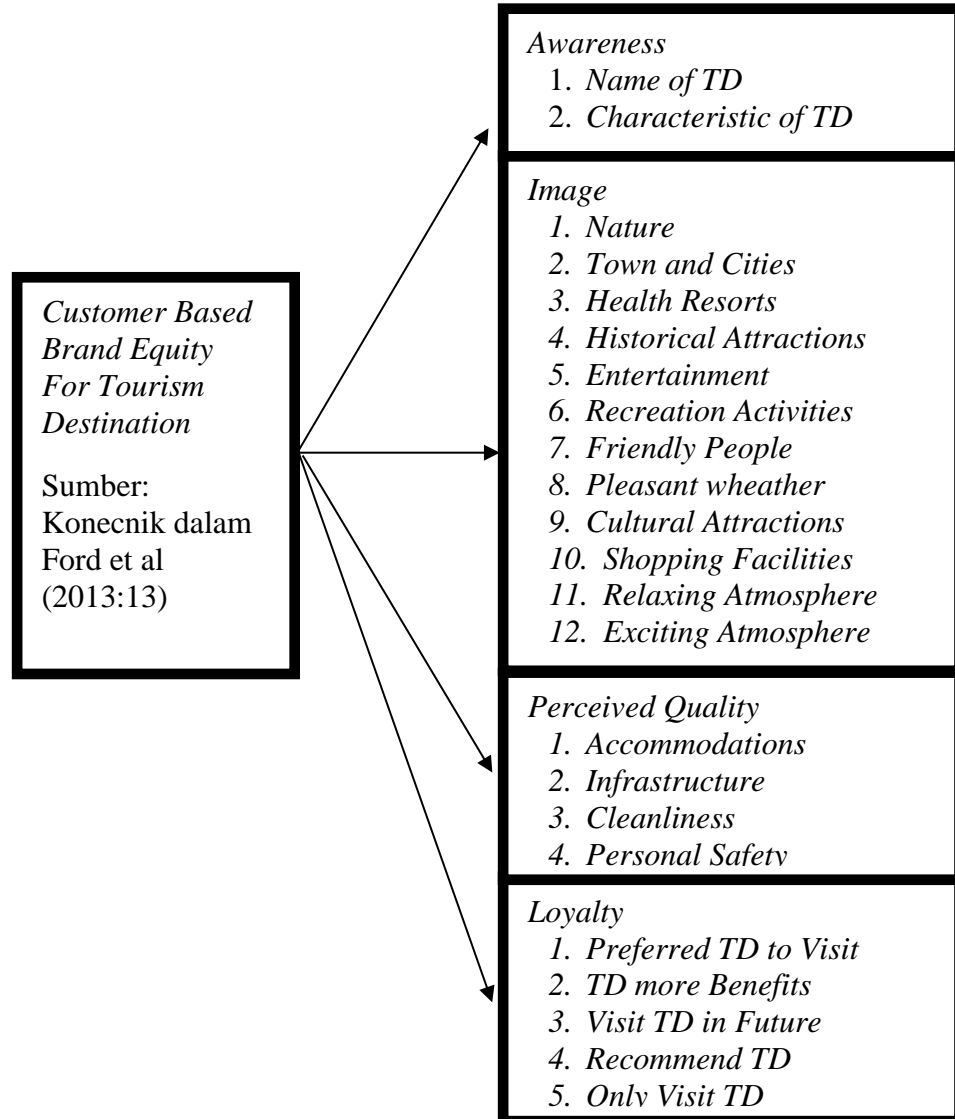 Customer Based
Brand Equity
For Tourism
Destination
Sumber:
Konecnik dalam
Ford et al
(2013:13)
Awareness
1. Name of TD
2. Characteristic of TD
Image
1. Nature
2. Town and Cities
3. Health Resorts
4. Historical Attractions
5. Entertainment
6. Recreation Activities
7. Friendly People
8. Pleasant wheather
9. Cultural Attractions
10. Shopping Facilities
11. Relaxing Atmosphere
12. Exciting Atmosphere
Perceived Quality
1. Accommodations
2. Infrastructure
3. Cleanliness
4. Personal Safety
Loyalty
1. Preferred TD to Visit
2. TD more Benefits
3. Visit TD in Future
4. Recommend TD
5. Only Visit TD